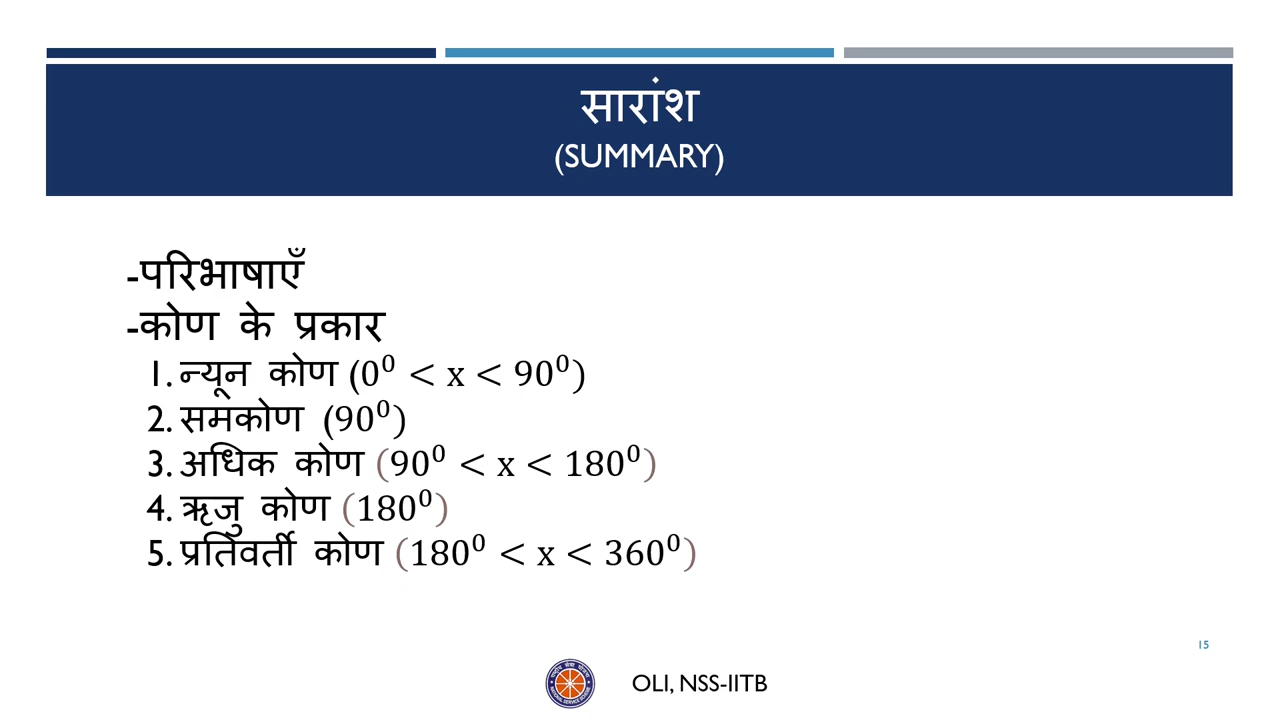 सारांश
(SUMMARY)
-परिभाषाएँ
-कोण के प्रकार
1. न्यून कोण (0⁰ < x < 90⁰)
2. समकोण (90⁰)
3. अधिक कोण (90⁰ < x < 180⁰)
4. ऋजु कोण (180⁰)
5. प्रतिवर्ती कोण (180⁰ < x < 360⁰)
15
OLI, NSS-IITB